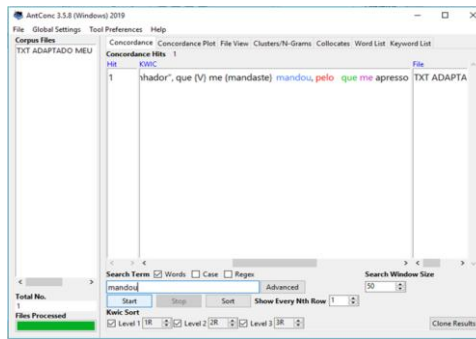 AntConc 3.5.8 (Windows) 2019
File Global Settings Tool Preferences Help
Corpus Files
TXT ADAPTADO MEU
Concordance Concordance Plot File View Clusters/N-Grams Collocates Word List Keyword List
Concordance Hits 1
Hit KWIC File
1 nhador", que {V} me {mandaste} mandou, pelo que me apresso TXT ADAPTA
Search Term Words Case Regex Search Window Size
mandou Advanced 50
Start Stop Sort Show Every Nth Row 1
Kwic Sort
Level 1 1R Level 2 2R Level 3 3R Clone Results
Total No.
1
Files Processed